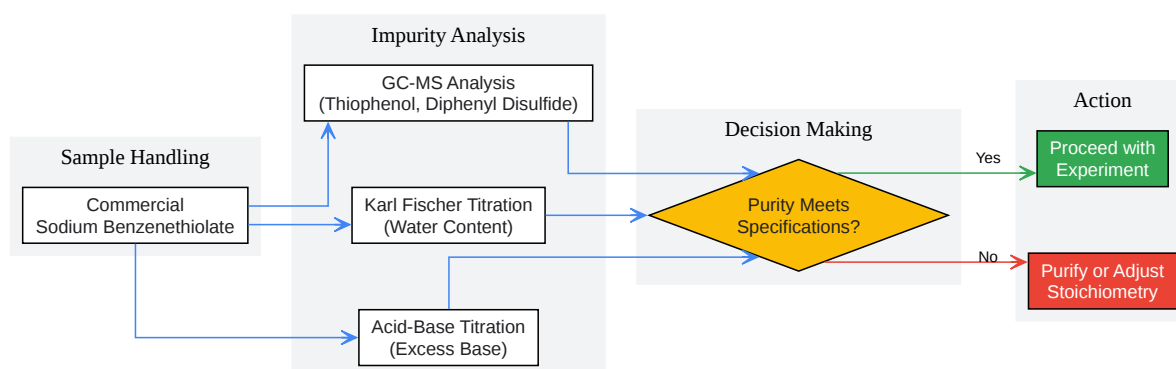 Sample Handling
Commercial
Sodium Benzenethiolate
Impurity Analysis
GC-MS Analysis
(Thiophenol, Diphenyl Disulfide)
Karl Fischer Titration
(Water Content)
Acid-Base Titration
(Excess Base)
Decision Making
Purity Meets
Specifications?
Yes
No
Action
Proceed with
Experiment
Purify or Adjust
Stoichiometry